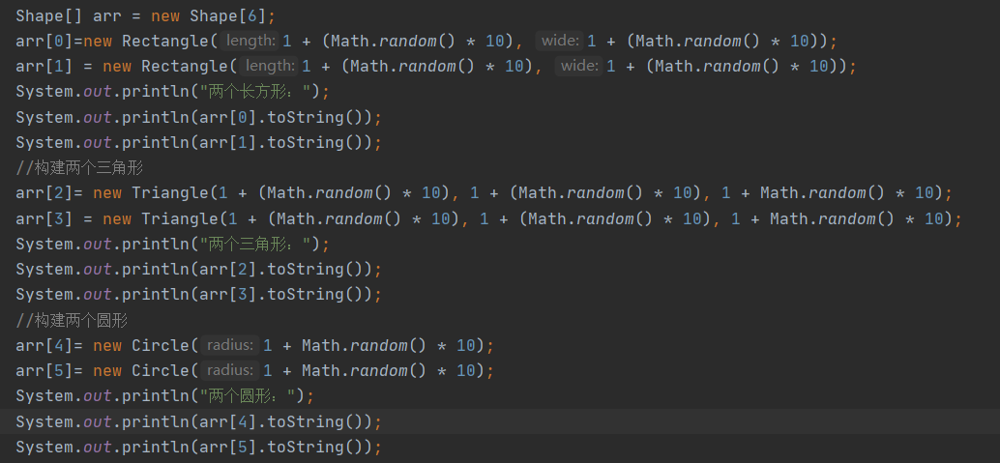 Shape[] arr = new Shape[6];
arr[0]=new Rectangle( length: 1 + (Math.random() * 10), wide: 1 + (Math.random() * 10));
arr[1] = new Rectangle( length: 1 + (Math.random() * 10), wide: 1 + (Math.random() * 10));
System.out.println("两个长方形：");
System.out.println(arr[0].toString());
System.out.println(arr[1].toString());
//构建两个三角形
arr[2]= new Triangle(1 + (Math.random() * 10), 1 + (Math.random() * 10), 1 + Math.random() * 10);
arr[3] = new Triangle(1 + (Math.random() * 10), 1 + (Math.random() * 10), 1 + Math.random() * 10);
System.out.println("两个三角形：");
System.out.println(arr[2].toString());
System.out.println(arr[3].toString());
//构建两个圆形
arr[4]= new Circle( radius: 1 + Math.random() * 10);
arr[5]= new Circle( radius: 1 + Math.random() * 10);
System.out.println("两个圆形：");
System.out.println(arr[4].toString());
System.out.println(arr[5].toString());